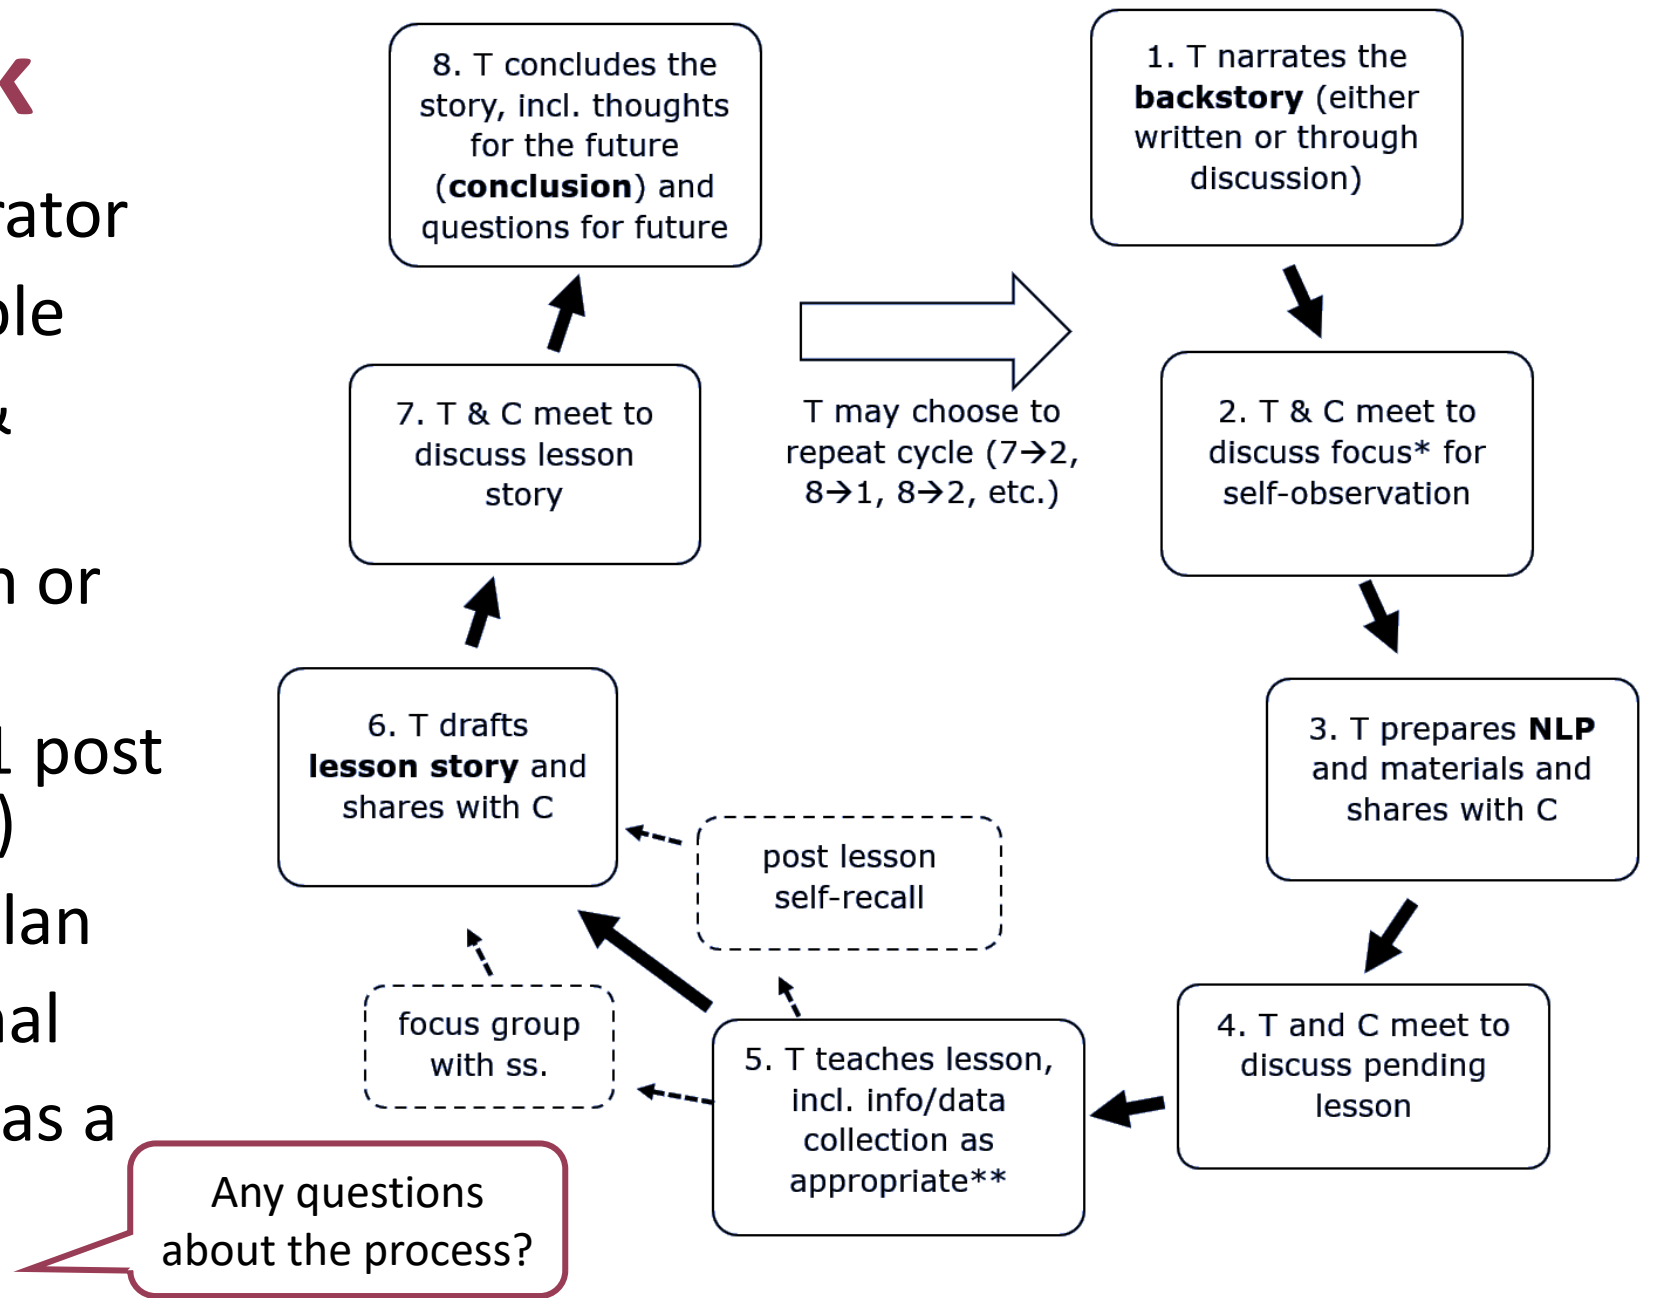 rator
ole
&
n or
1 post
)
lan
nal
as a
8. T concludes the
story, incl. thoughts
for the future
(conclusion) and
questions for future
1. T narrates the
backstory (either
written or through
discussion)
7. T & C meet to
discuss lesson
story
T may choose to
repeat cycle (7→2,
8→1, 8→2, etc.)
2. T & C meet to
discuss focus* for
self-observation
6. T drafts
lesson story and
shares with C
3. T prepares NLP
and materials and
shares with C
post lesson
self-recall
focus group
with ss.
5. T teaches lesson,
incl. info/data
collection as
appropriate**
4. T and C meet to
discuss pending
lesson
Any questions
about the process?